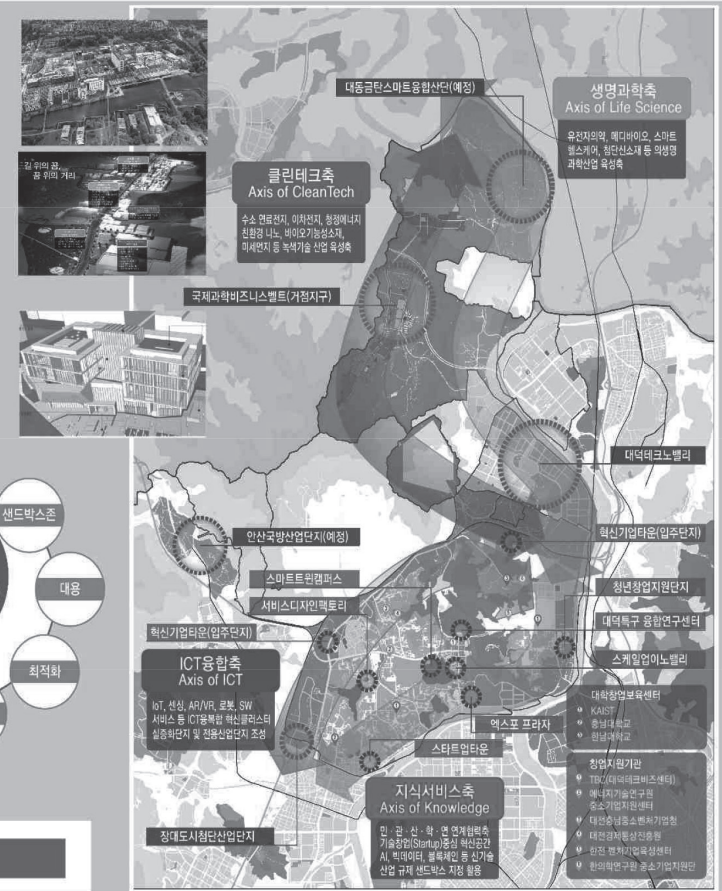 대동금탄스마트융합산단(예정)
생명과학축
Axis of Life Science
유전자의약, 메디바이오, 스마트
헬스케어, 첨단신소재 등 의생명
과학산업 육성축
길 위의 꿈,
꿈 위의 거리
클린테크축
Axis of CleanTech
수소 연료전지, 이차전지, 청정에너지
친환경 나노, 바이오기능성소재,
미세먼지 등 녹색기술 산업 육성축
국제과학비즈니스벨트(거점지구)
대덕테크노밸리
샌드박스존
대응
최적화
안산국방산업단지(예정)
혁신기업타운(입주단지)
스마트트윈캠퍼스
청년창업지원단지
서비스디자인팩토리
대덕특구 융합연구센터
혁신기업타운(입주단지)
스케일업이노밸리
ICT융합축
Axis of ICT
IoT, 센싱, AR/VR, 로봇, SW
서비스 등 ICT융복합 혁신클러스터
실증화단지 및 전용산업단지 조성
엑스포 프라자
스타트업타운
대학창업보육센터
KAIST
충남대학교
한남대학교
창업지원기관
TBC(대덕테크비즈센터)
에너지기술연구원
중소기업지원센터
대전충남중소벤처기업청
대전경제통상진흥원
한전 벤처기업육성센터
한의학연구원 중소기업지원단
장대도시첨단산업단지
지식서비스축
Axis of Knowledge
민·관·산·학·연 연계협력축
기술창업(Startup)중심 혁신공간
AI, 빅데이터, 블록체인 등 신기술
산업 규제 샌드박스 지정 활용